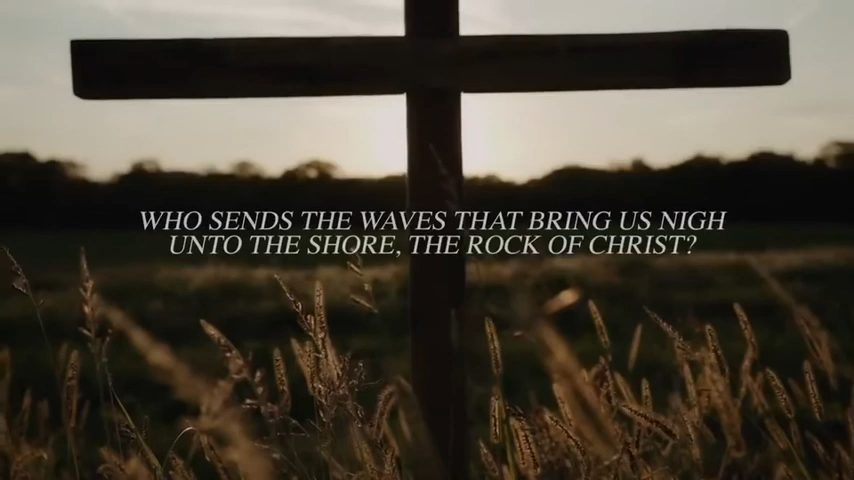 WHO SENDS THE WAVES THAT BRING US NIGH
UNTO THE SHORE, THE ROCK OF CHRIST?